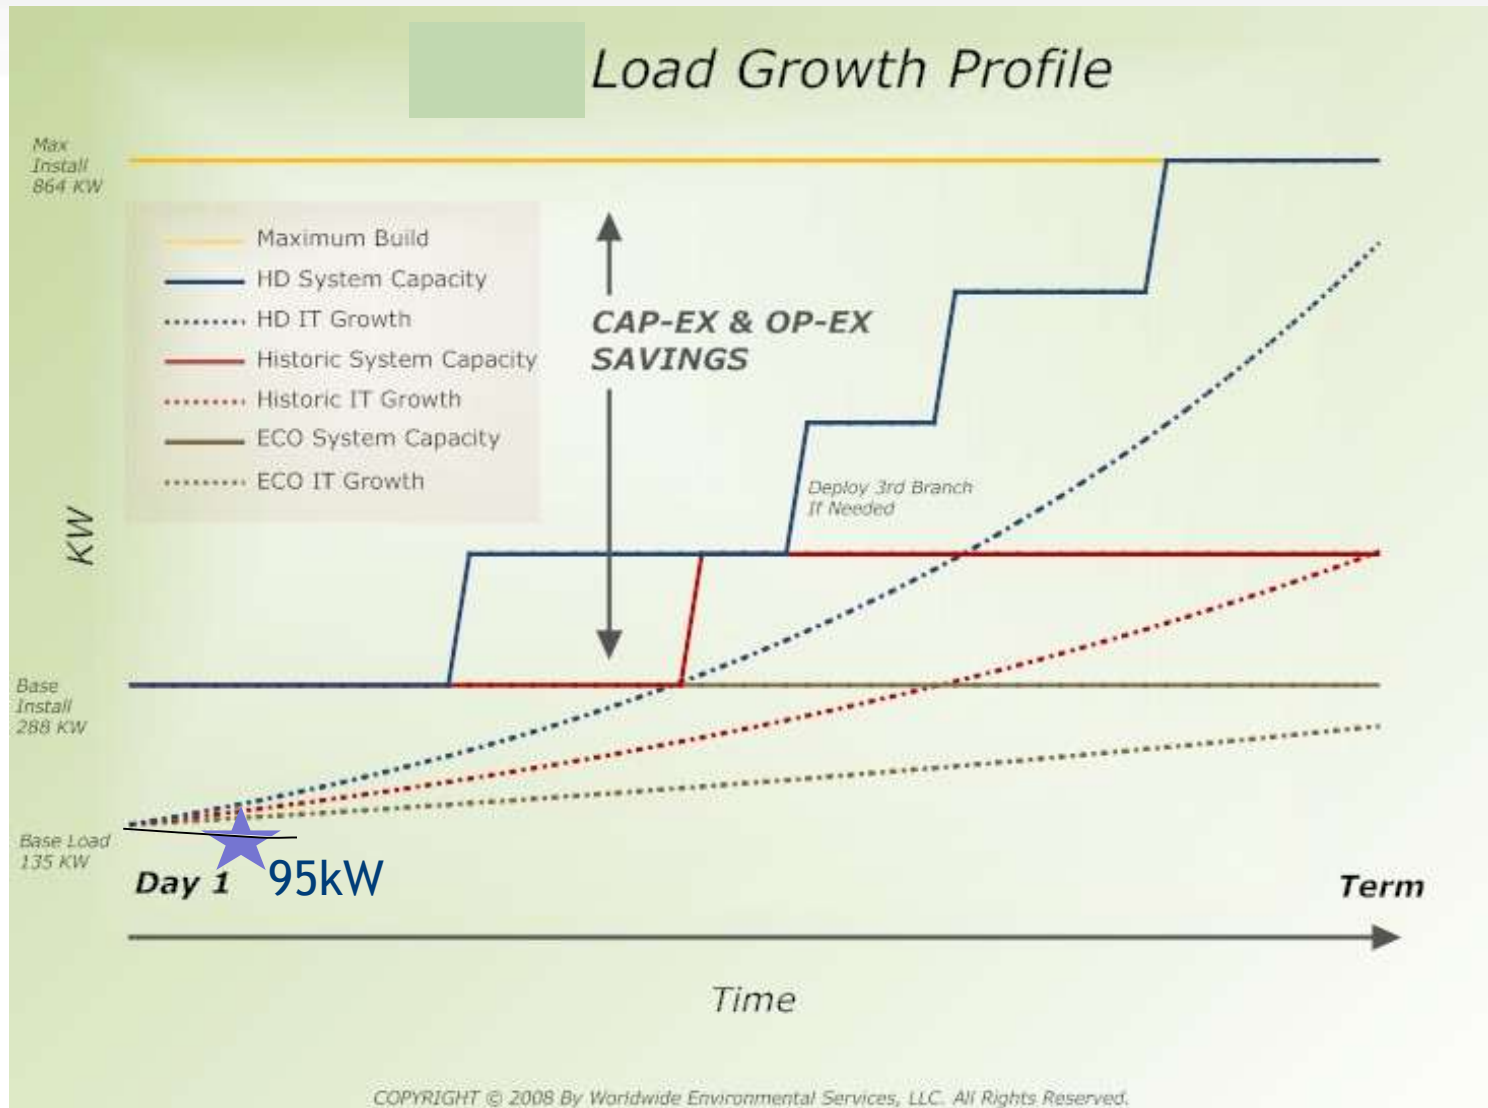 Load Growth Profile
Max
Install
864 KW
Maximum Build
HD System Capacity
HD IT Growth
Historic System Capacity
Historic IT Growth
ECO System Capacity
ECO IT Growth
CAP-EX & OP-EX
SAVINGS
Deploy 3rd Branch
If Needed
KW
Base
Install
288 KW
Base Load
135 KW
Day 1
95kW
Term
Time
COPYRIGHT © 2008 By Worldwide Environmental Services, LLC. All Rights Reserved.